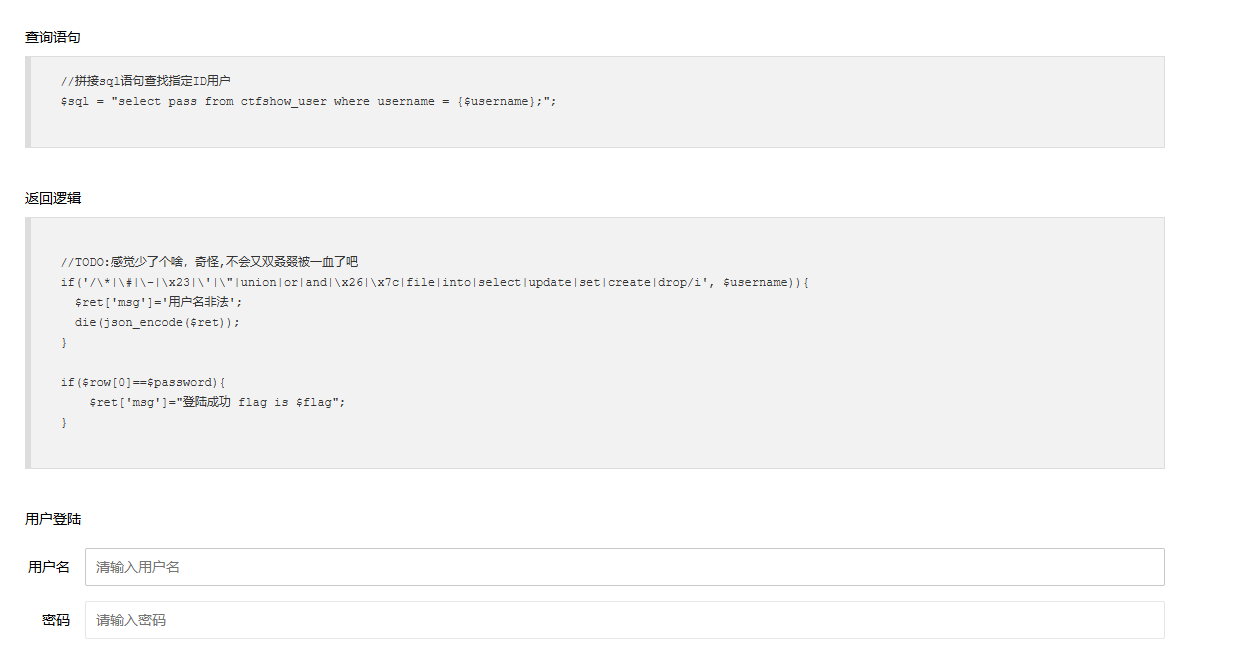 查询语句
//拼接sql语句查找指定ID用户
$sql = "select pass from ctfshow_user where username = {$username};";
返回逻辑
//TODO:感觉少了个啥，奇怪,不会又双叒叕被一血了吧
if('/\*|\#|\-|\x23|\'|\"|union|or|and|\x26|\x7c|file|into|select|update|set|create|drop/i', $username)){
$ret['msg']='用户名非法';
die(json_encode($ret));
}
if($row[0]==$password){
$ret['msg']="登陆成功 flag is $flag";
}
用户登陆
用户名 请输入用户名
密码 请输入密码